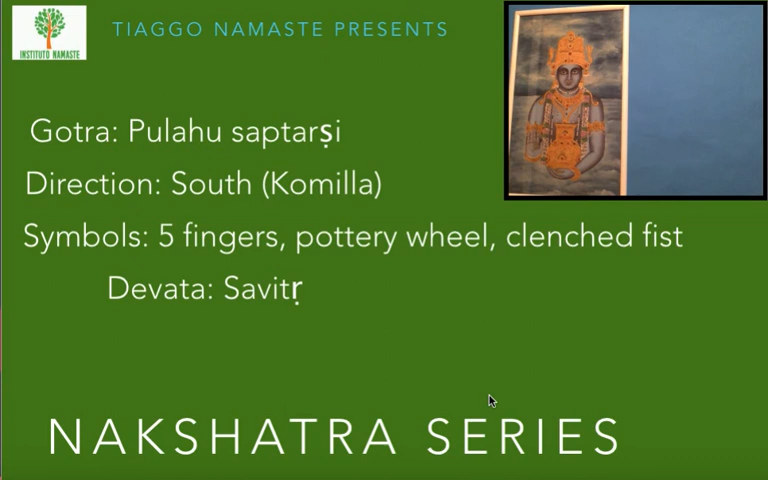 INSTITUTO NAMASTE
TIAGGO NAMASTE PRESENTS
Gotra: Pulahu saptarṣi
Direction: South (Komilla)
Symbols: 5 fingers, pottery wheel, clenched fist
Devata: Savitṛ
NAKSHATRA SERIES